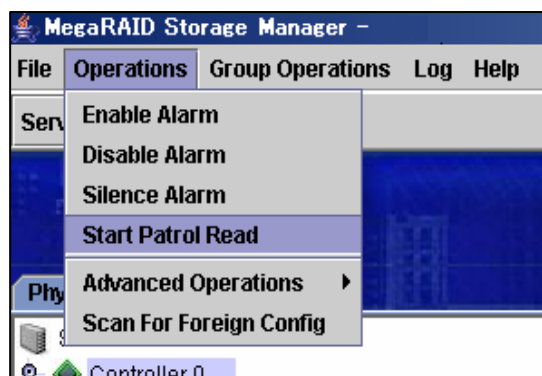 MegaRAID Storage Manager -
File Operations Group Operations Log Help
Enable Alarm
Disable Alarm
Silence Alarm
Start Patrol Read
Advanced Operations
Scan For Foreign Config
Controller 0